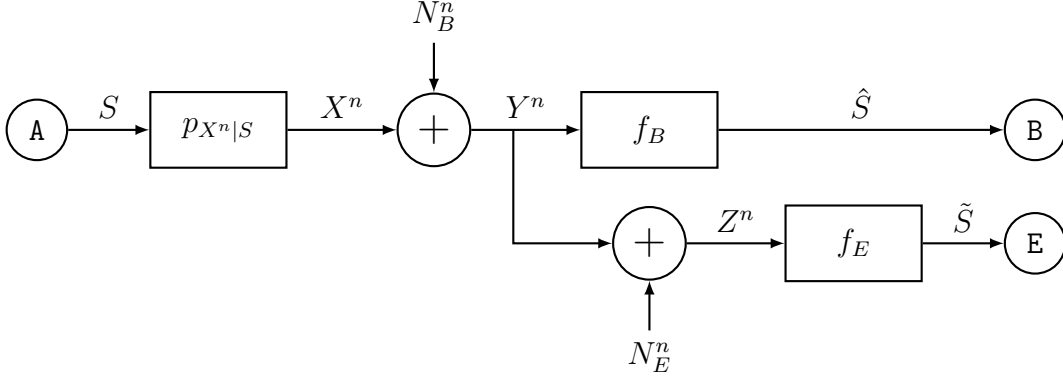 N_B^n
A S p_{X^n|S} X^n + Y^n f_B Ŝ B
+ Z^n f_E S̃ E
N_E^n